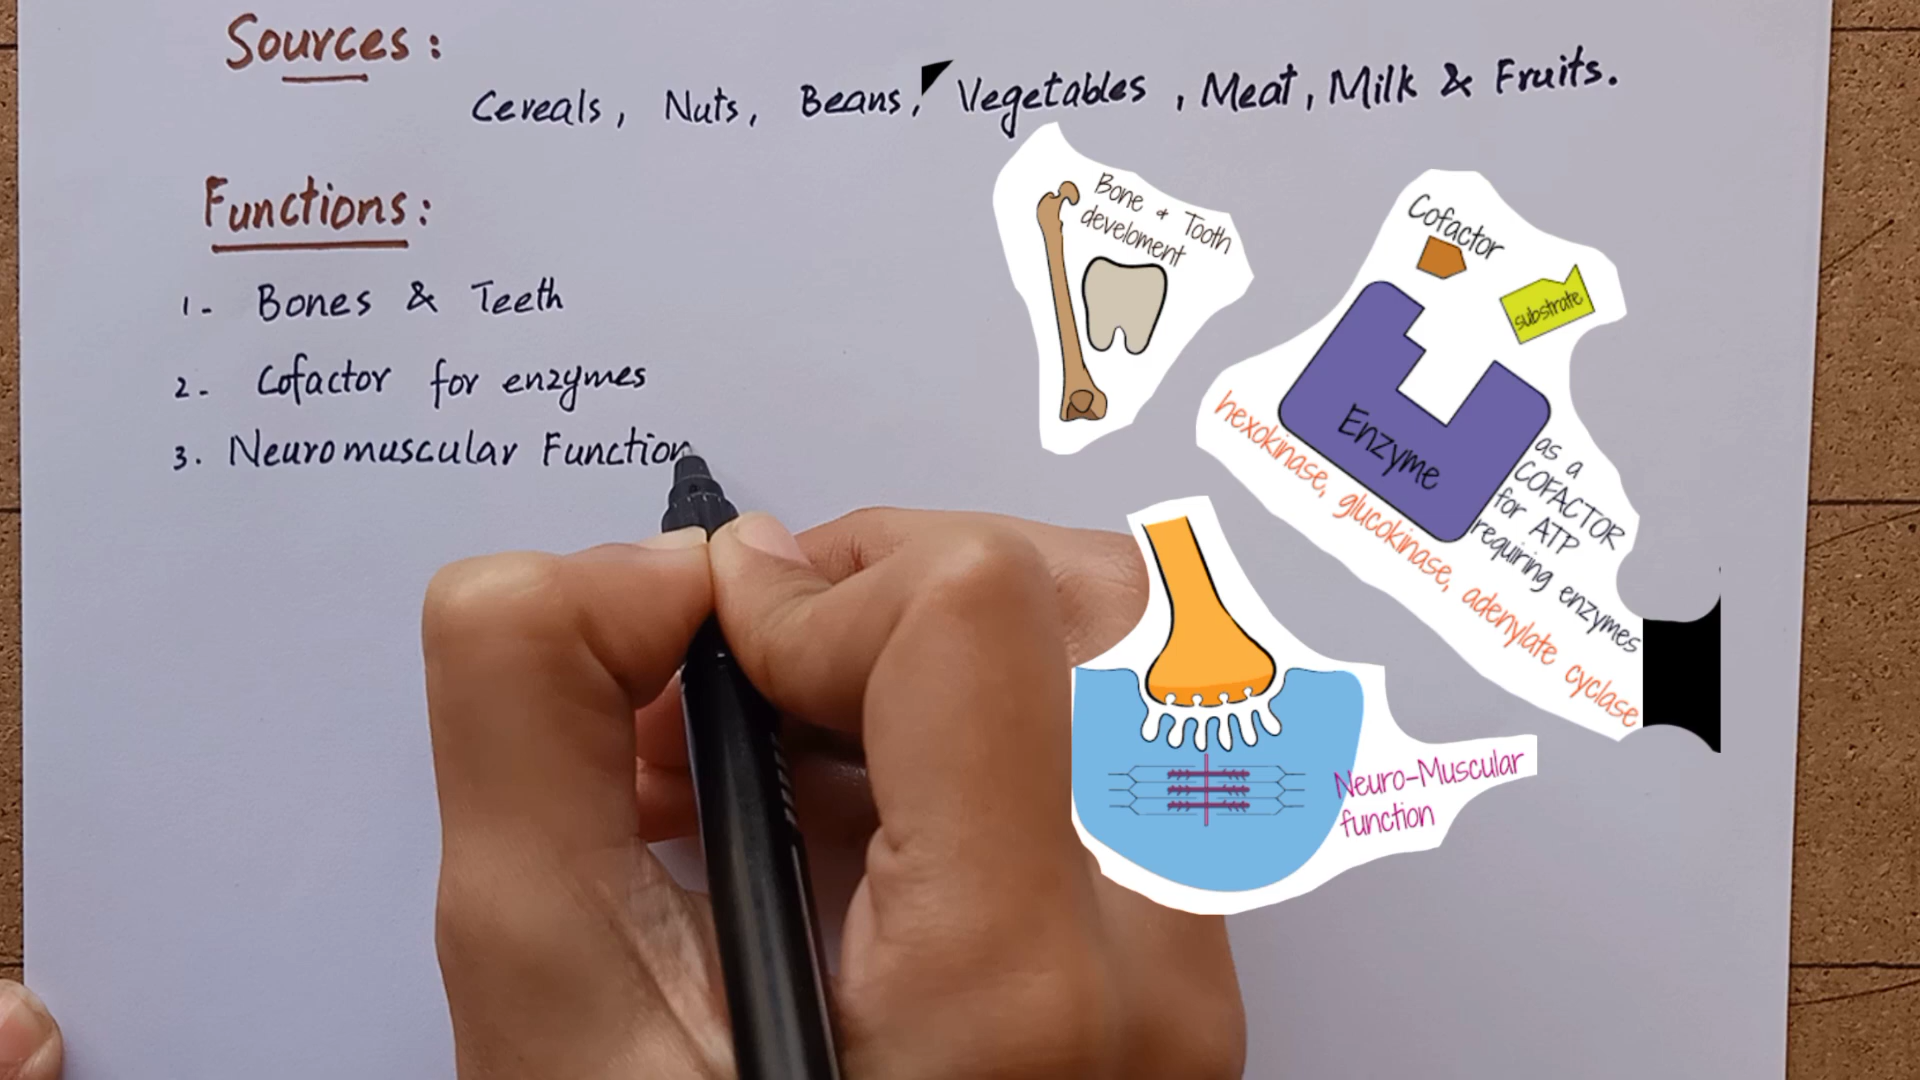 Sources :
Cereals, Nuts, Beans, Vegetables, Meat, Milk & Fruits.
Functions :
1- Bones & Teeth
2- Cofactor for enzymes
3. Neuromuscular Function
Bone & Tooth
develoment
Cofactor
substrate
Enzyme
as a
COFACTOR
for ATP
requiring enzymes
hexokinase, glucokinase, adenylate cyclase
Neuro-Muscular
function